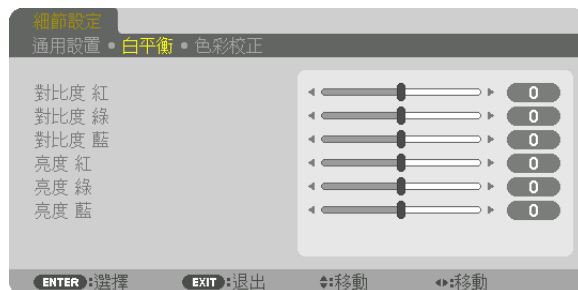 細節設定
通用設置 • 白平衡 • 色彩校正
對比度 紅 0
對比度 綠 0
對比度 藍 0
亮度 紅 0
亮度 綠 0
亮度 藍 0
ENTER :選擇 EXIT :退出 :移動 :移動